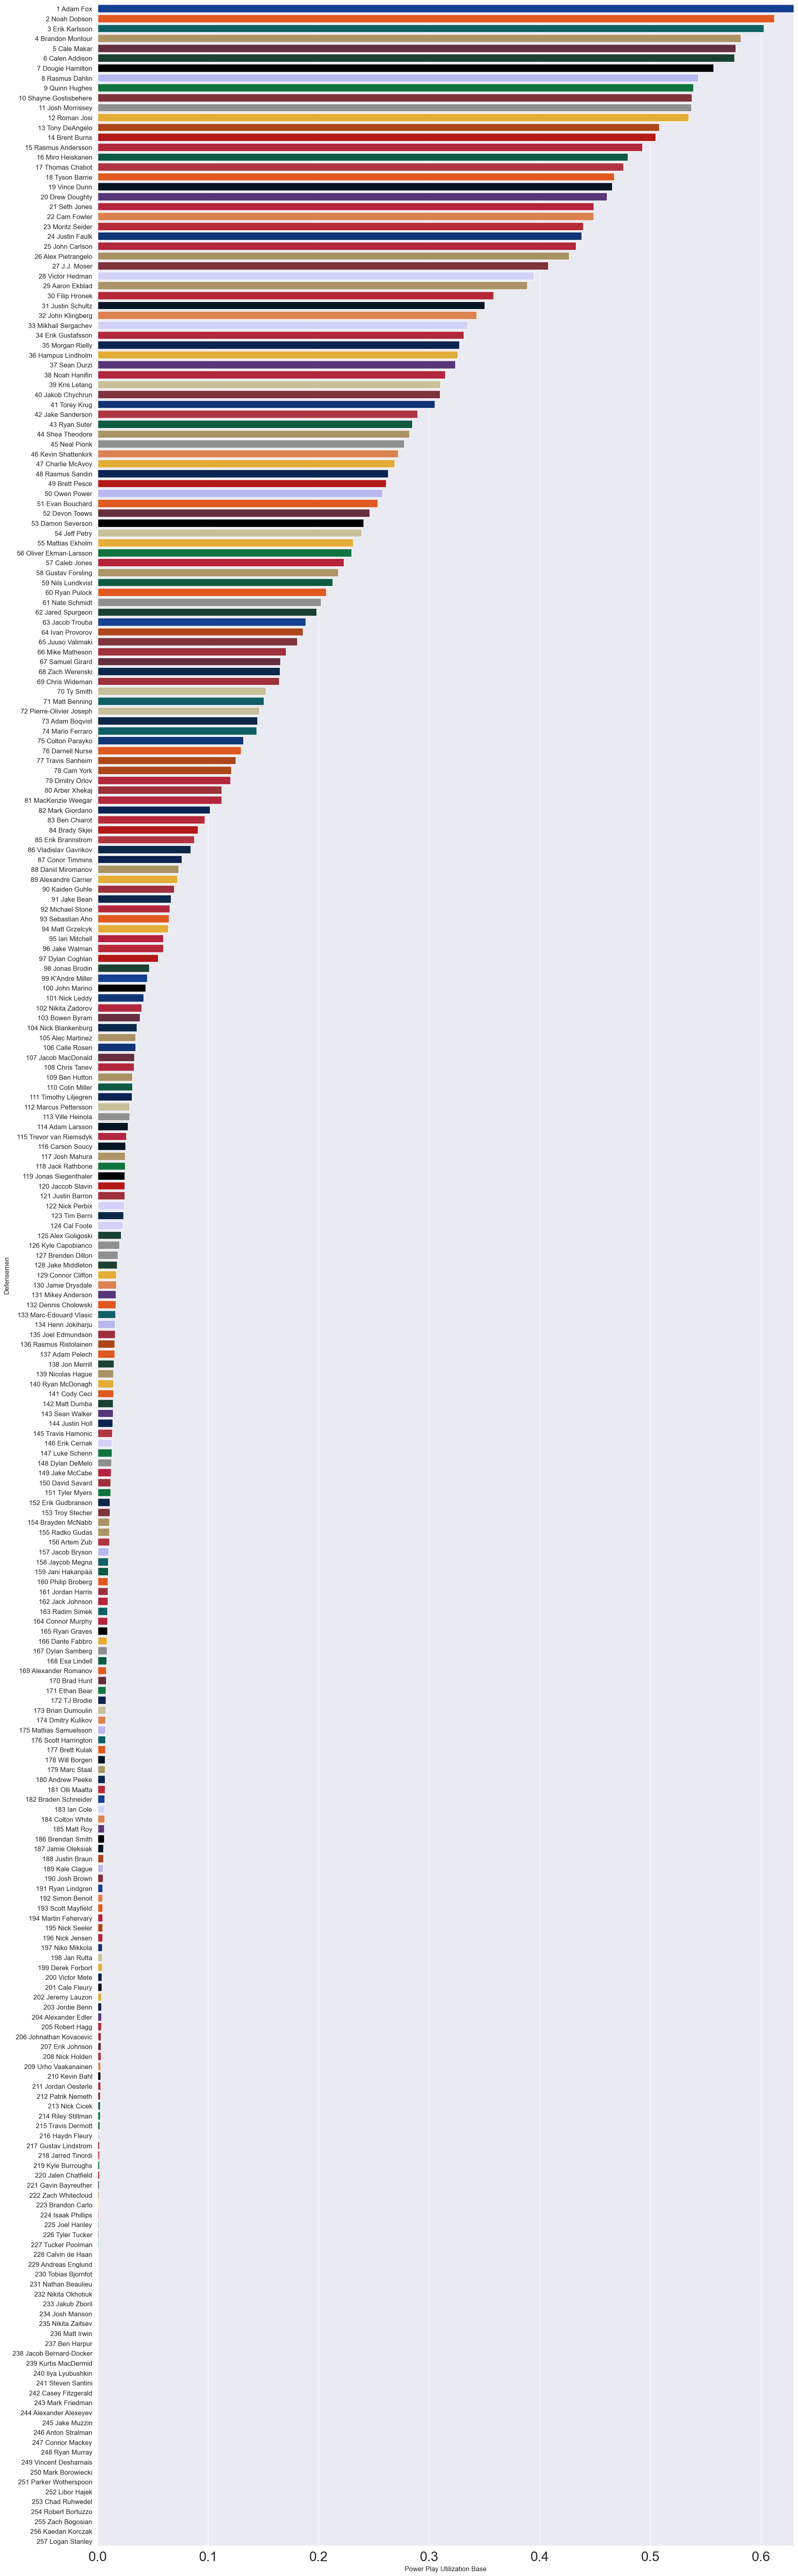 1 Adam Fox
2 Noah Dobson
3 Erik Karlsson
4 Brandon Montour
5 Cale Makar
6 Calen Addison
7 Dougie Hamilton
8 Rasmus Dahlin
9 Quinn Hughes
10 Shayne Gostisbehere
11 Josh Morrissey
12 Roman Josi
13 Tony DeAngelo
14 Brent Burns
15 Rasmus Andersson
16 Miro Heiskanen
17 Thomas Chabot
18 Tyson Barrie
19 Vince Dunn
20 Drew Doughty
21 Seth Jones
22 Cam Fowler
23 Moritz Seider
24 Justin Faulk
25 John Carlson
26 Alex Pietrangelo
27 J.J. Moser
28 Victor Hedman
29 Aaron Ekblad
30 Filip Hronek
31 Justin Schultz
32 John Klingberg
33 Mikhail Sergachev
34 Erik Gustafsson
35 Morgan Rielly
36 Hampus Lindholm
37 Sean Durzi
38 Noah Hanifin
39 Kris Letang
40 Jakob Chychrun
41 Torey Krug
42 Jake Sanderson
43 Ryan Suter
44 Shea Theodore
45 Neal Pionk
46 Kevin Shattenkirk
47 Charlie McAvoy
48 Rasmus Sandin
49 Brett Pesce
50 Owen Power
51 Evan Bouchard
52 Devon Toews
53 Damon Severson
54 Jeff Petry
55 Mattias Ekholm
56 Oliver Ekman-Larsson
57 Caleb Jones
58 Gustav Forsling
59 Nils Lundkvist
60 Ryan Pulock
61 Nate Schmidt
62 Jared Spurgeon
63 Jacob Trouba
64 Ivan Provorov
65 Juuso Valimaki
66 Mike Matheson
67 Samuel Girard
68 Zach Werenski
69 Chris Wideman
70 Ty Smith
71 Matt Benning
72 Pierre-Olivier Joseph
73 Adam Boqvist
74 Mario Ferraro
75 Colton Parayko
76 Darnell Nurse
77 Travis Sanheim
78 Cam York
79 Dmitry Orlov
80 Arber Xhekaj
81 MacKenzie Weegar
82 Mark Giordano
83 Ben Chiarot
84 Brady Skjei
85 Erik Brannstrom
86 Vladislav Gavrikov
87 Conor Timmins
88 Daniil Miromanov
89 Alexandre Carrier
90 Kaiden Guhle
91 Jake Bean
92 Michael Stone
93 Sebastian Aho
94 Matt Grzelcyk
95 Ian Mitchell
96 Jake Walman
97 Dylan Coghlan
98 Jonas Brodin
99 K'Andre Miller
100 John Marino
101 Nick Leddy
102 Nikita Zadorov
103 Bowen Byram
104 Nick Blankenburg
105 Alec Martinez
106 Calle Rosen
107 Jacob MacDonald
108 Chris Tanev
109 Ben Hutton
110 Colin Miller
111 Timothy Liljegren
112 Marcus Pettersson
113 Ville Heinola
114 Adam Larsson
115 Trevor van Riemsdyk
116 Carson Soucy
117 Josh Mahura
118 Jack Rathbone
119 Jonas Siegenthaler
120 Jaccob Slavin
121 Justin Barron
122 Nick Perbix
123 Tim Berni
124 Cal Foote
125 Alex Goligoski
126 Kyle Capobianco
127 Brenden Dillon
128 Jake Middleton
129 Connor Clifton
130 Jamie Drysdale
131 Mikey Anderson
132 Dennis Cholowski
133 Marc-Edouard Vlasic
134 Henri Jokiharju
135 Joel Edmundson
136 Rasmus Ristolainen
137 Adam Pelech
138 Jon Merrill
139 Nicolas Hague
140 Ryan McDonagh
141 Cody Ceci
142 Matt Dumba
143 Sean Walker
144 Justin Holl
145 Travis Hamonic
146 Erik Cernak
147 Luke Schenn
148 Dylan DeMelo
149 Jake McCabe
150 David Savard
151 Tyler Myers
152 Erik Gudbranson
153 Troy Stecher
154 Brayden McNabb
155 Radko Gudas
156 Artem Zub
157 Jacob Bryson
158 Jaycob Megna
159 Jani Hakanpää
160 Philip Broberg
161 Jordan Harris
162 Jack Johnson
163 Radim Simek
164 Connor Murphy
165 Ryan Graves
166 Dante Fabbro
167 Dylan Samberg
168 Esa Lindell
169 Alexander Romanov
170 Brad Hunt
171 Ethan Bear
172 TJ Brodie
173 Brian Dumoulin
174 Dmitry Kulikov
175 Mattias Samuelsson
176 Scott Harrington
177 Brett Kulak
178 Will Borgen
179 Marc Staal
180 Andrew Peeke
181 Olli Maatta
182 Braden Schneider
183 Ian Cole
184 Colton White
185 Matt Roy
186 Brendan Smith
187 Jamie Oleksiak
188 Justin Braun
189 Kale Clague
190 Josh Brown
191 Ryan Lindgren
192 Simon Benoit
193 Scott Mayfield
194 Martin Fehervary
195 Nick Seeler
196 Nick Jensen
197 Niko Mikkola
198 Jan Rutta
199 Derek Forbort
200 Victor Mete
201 Cale Fleury
202 Jeremy Lauzon
203 Jordie Benn
204 Alexander Edler
205 Robert Hagg
206 Johnathan Kovacevic
207 Erik Johnson
208 Nick Holden
209 Urho Vaakanainen
210 Kevin Bahl
211 Jordan Oesterle
212 Patrik Nemeth
213 Nick Cicek
214 Riley Stillman
215 Travis Dermott
216 Haydn Fleury
217 Gustav Lindstrom
218 Jarred Tinordi
219 Kyle Burroughs
220 Jalen Chatfield
221 Gavin Bayreuther
222 Zach Whitecloud
223 Brandon Carlo
224 Isaak Phillips
225 Joel Hanley
226 Tyler Tucker
227 Tucker Poolman
228 Calvin de Haan
229 Andreas Englund
230 Tobias Bjornfot
231 Nathan Beaulieu
232 Nikita Okhotiuk
233 Jakub Zboril
234 Josh Manson
235 Nikita Zaitsev
236 Matt Irwin
237 Ben Harpur
238 Jacob Bernard-Docker
239 Kurtis MacDermid
240 Ilya Lyubushkin
241 Steven Santini
242 Casey Fitzgerald
243 Mark Friedman
244 Alexander Alexeyev
245 Jake Muzzin
246 Anton Stralman
247 Connor Mackey
248 Ryan Murray
249 Vincent Desharnais
250 Mark Borowiecki
251 Parker Wotherspoon
252 Libor Hajek
253 Chad Ruhwedel
254 Robert Bortuzzo
255 Zach Bogosian
256 Kaedan Korczak
257 Logan Stanley
Defensemen
0.0 0.1 0.2 0.3 0.4 0.5 0.6
Power Play Utilization Base